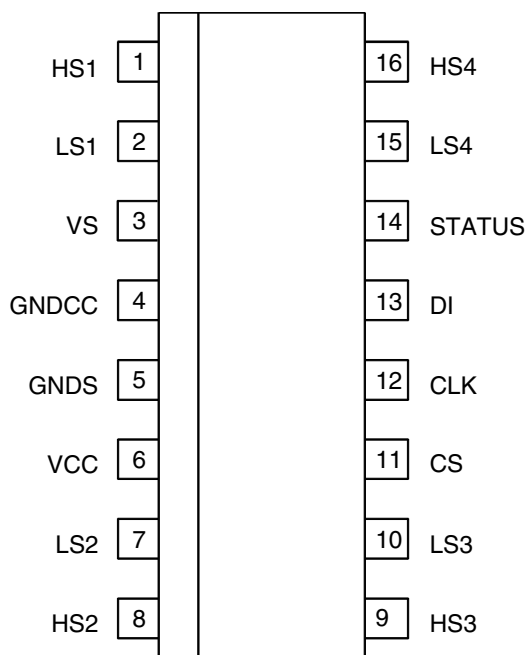 HS1 1 16 HS4
LS1 2 15 LS4
VS 3 14 STATUS
GNDCC 4 13 DI
GNDS 5 12 CLK
VCC 6 11 CS
LS2 7 10 LS3
HS2 8 9 HS3